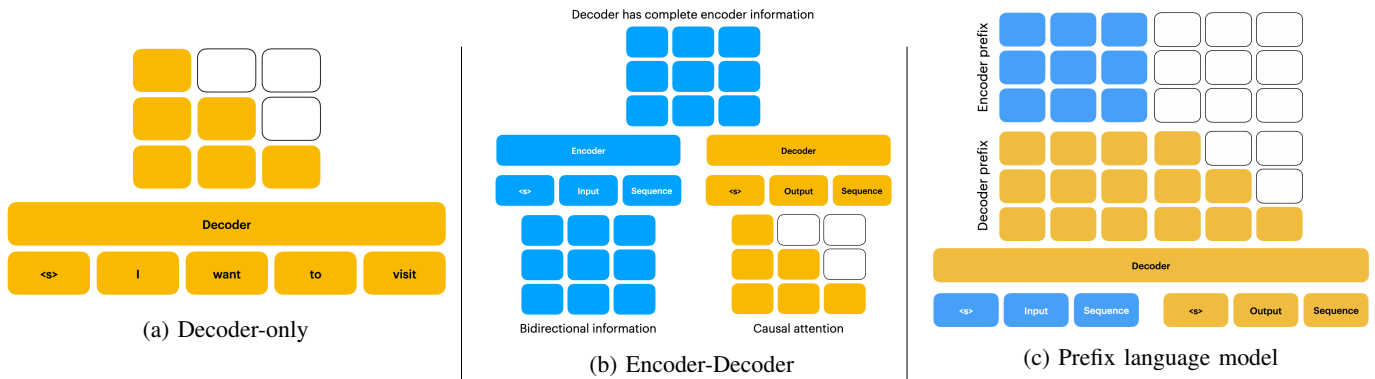 Decoder
<s> I want to visit
(a) Decoder-only
Decoder has complete encoder information
Encoder Decoder
<s> Input Sequence <s> Output Sequence
Bidirectional information Causal attention
(b) Encoder-Decoder
Encoder prefix
Decoder prefix
Decoder
<s> Input Sequence <s> Output Sequence
(c) Prefix language model